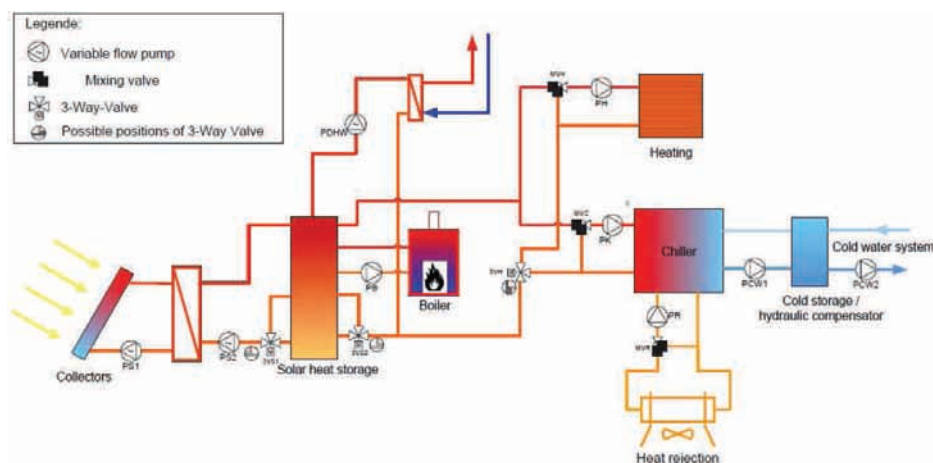 Legende:
Variable flow pump
Mixing valve
3-Way-Valve
Possible positions of 3-Way Valve
PDHW
MVH
PH
Heating
MVC
PK
Chiller
Cold water system
PCW1
PCW2
Cold storage /
hydraulic compensator
3VH
PB
Boiler
PR
MVR
PS1
PS2
3VS1
3VS2
Collectors
Solar heat storage
Heat rejection